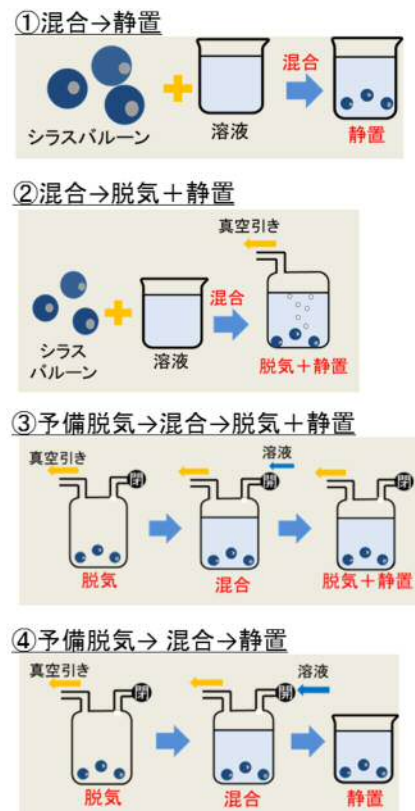 ①混合→静置
混合
シラスバルーン
溶液
静置
②混合→脱気＋静置
真空引き
混合
シラス
バルーン
溶液
脱気＋静置
③予備脱気→混合→脱気＋静置
真空引き
閉
溶液
開
閉
脱気
混合
脱気＋静置
④予備脱気→ 混合→静置
真空引き
閉
溶液
開
脱気
混合
静置